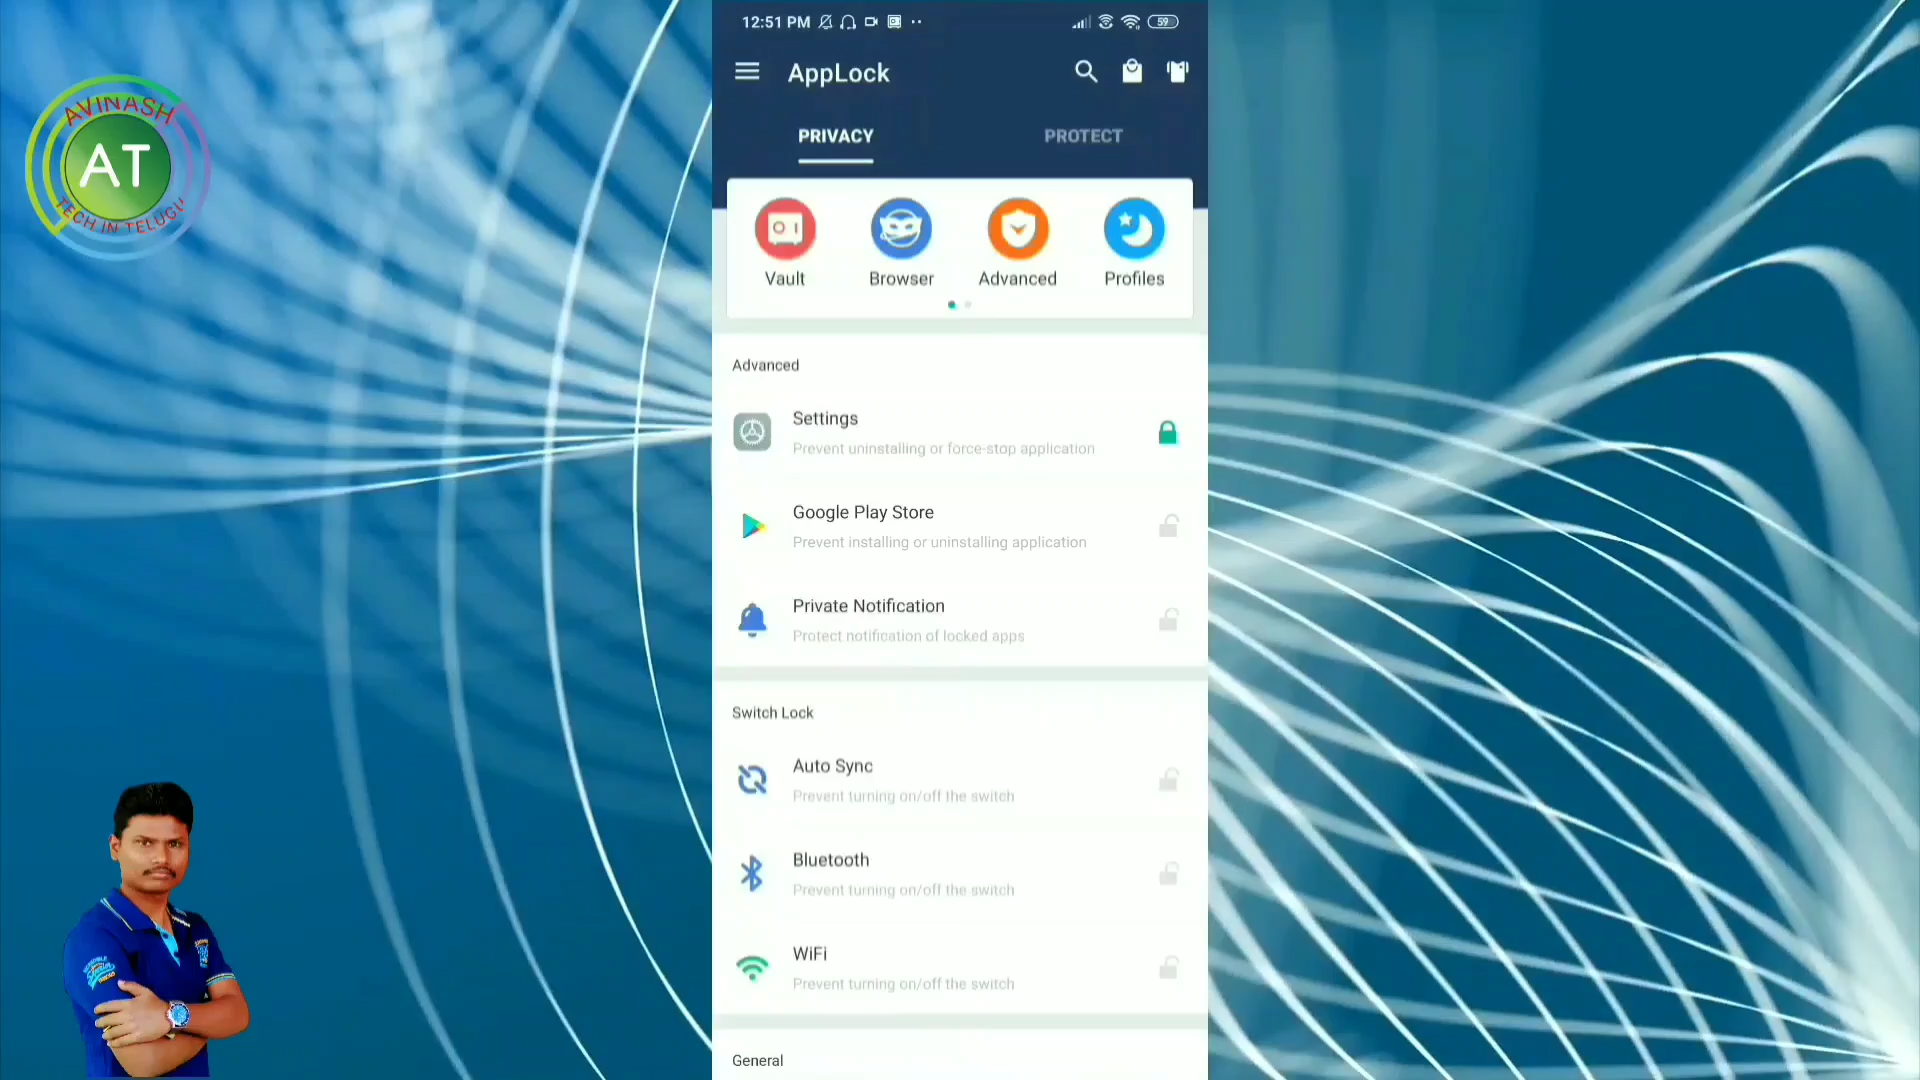 12:51 PM
59
AppLock
PRIVACY
PROTECT
AVINASH
AT
TECH IN TELUGU
Vault
Browser
Advanced
Profiles
Advanced
Settings
Prevent uninstalling or force-stop application
Google Play Store
Prevent installing or uninstalling application
Private Notification
Protect notification of locked apps
Switch Lock
Auto Sync
Prevent turning on/off the switch
Bluetooth
Prevent turning on/off the switch
WiFi
Prevent turning on/off the switch
General